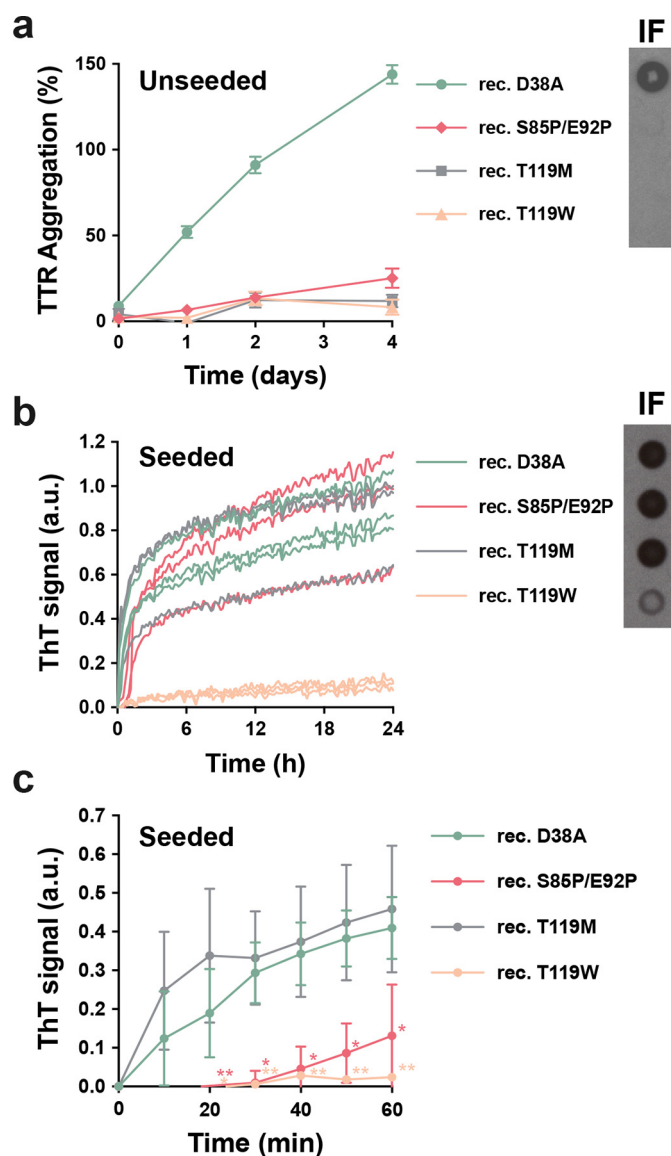 a
IF
Unseeded
TTR Aggregation (%)
150
100
50
0
0 1 2 3 4
Time (days)
rec. D38A
rec. S85P/E92P
rec. T119M
rec. T119W
b
IF
Seeded
ThT signal (a.u.)
1.2
1.0
0.8
0.6
0.4
0.2
0.0
0 6 12 18 24
Time (h)
rec. D38A
rec. S85P/E92P
rec. T119M
rec. T119W
c
Seeded
ThT signal (a.u.)
0.7
0.6
0.5
0.4
0.3
0.2
0.1
0.0
** * * * * * ** ** ** **
0 20 40 60
Time (min)
rec. D38A
rec. S85P/E92P
rec. T119M
rec. T119W